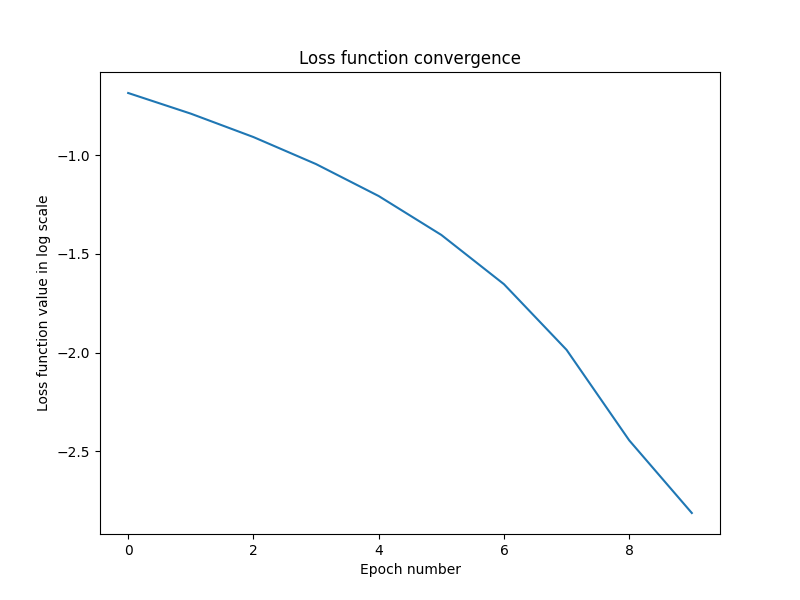 Loss function convergence
Loss function value in log scale
−1.0
−1.5
−2.0
−2.5
0 2 4 6 8
Epoch number